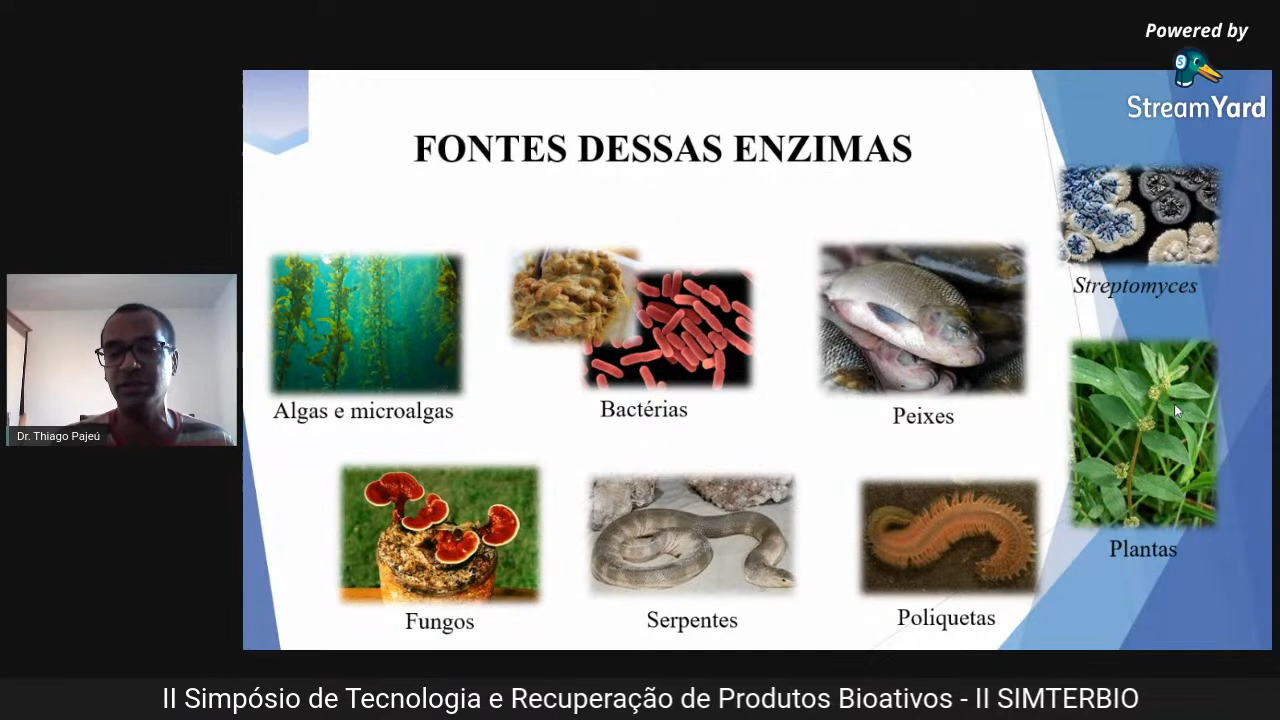 Powered by
StreamYard
FONTES DESSAS ENZIMAS
Streptomyces
Algas e microalgas
Bactérias
Peixes
Dr. Thiago Pajeú
Plantas
Fungos
Serpentes
Poliquetas
II Simpósio de Tecnologia e Recuperação de Produtos Bioativos - II SIMTERBIO